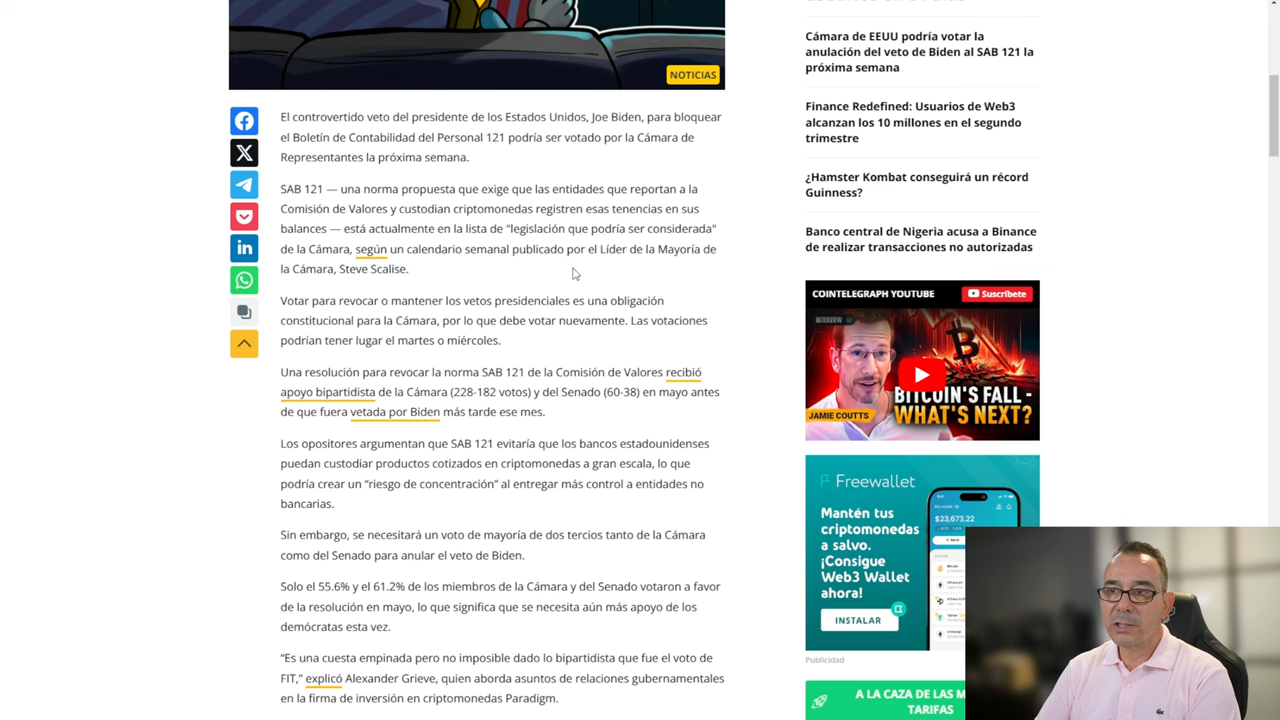 NOTICIAS
El controvertido veto del presidente de los Estados Unidos, Joe Biden, para bloquear
el Boletín de Contabilidad del Personal 121 podría ser votado por la Cámara de
Representantes la próxima semana.
SAB 121 — una norma propuesta que exige que las entidades que reportan a la
Comisión de Valores y custodian criptomonedas registren esas tenencias en sus
balances — está actualmente en la lista de "legislación que podría ser considerada"
de la Cámara, según un calendario semanal publicado por el Líder de la Mayoría de
la Cámara, Steve Scalise.
Votar para revocar o mantener los vetos presidenciales es una obligación
constitucional para la Cámara, por lo que debe votar nuevamente. Las votaciones
podrían tener lugar el martes o miércoles.
Una resolución para revocar la norma SAB 121 de la Comisión de Valores recibió
apoyo bipartidista de la Cámara (228-182 votos) y del Senado (60-38) en mayo antes
de que fuera vetada por Biden más tarde ese mes.
Los opositores argumentan que SAB 121 evitaría que los bancos estadounidenses
puedan custodiar productos cotizados en criptomonedas a gran escala, lo que
podría crear un “riesgo de concentración” al entregar más control a entidades no
bancarias.
Sin embargo, se necesitará un voto de mayoría de dos tercios tanto de la Cámara
como del Senado para anular el veto de Biden.
Solo el 55.6% y el 61.2% de los miembros de la Cámara y del Senado votaron a favor
de la resolución en mayo, lo que significa que se necesita aún más apoyo de los
demócratas esta vez.
“Es una cuesta empinada pero no imposible dado lo bipartidista que fue el voto de
FIT,” explicó Alexander Grieve, quien aborda asuntos de relaciones gubernamentales
en la firma de inversión en criptomonedas Paradigm.
Cámara de EEUU podría votar la
anulación del veto de Biden al SAB 121 la
próxima semana
Finance Redefined: Usuarios de Web3
alcanzan los 10 millones en el segundo
trimestre
¿Hamster Kombat conseguirá un récord
Guinness?
Banco central de Nigeria acusa a Binance
de realizar transacciones no autorizadas
COINTELEGRAPH YOUTUBE
Suscríbete
INTERVIEW
BITCOIN'S FALL -
WHAT'S NEXT?
JAMIE COUTTS
Freewallet
Mantén tus
criptomonedas
a salvo.
¡Consigue
Web3 Wallet
ahora!
$23,673.22
INSTALAR
Publicidad
A LA CAZA DE LAS M
TARIFAS